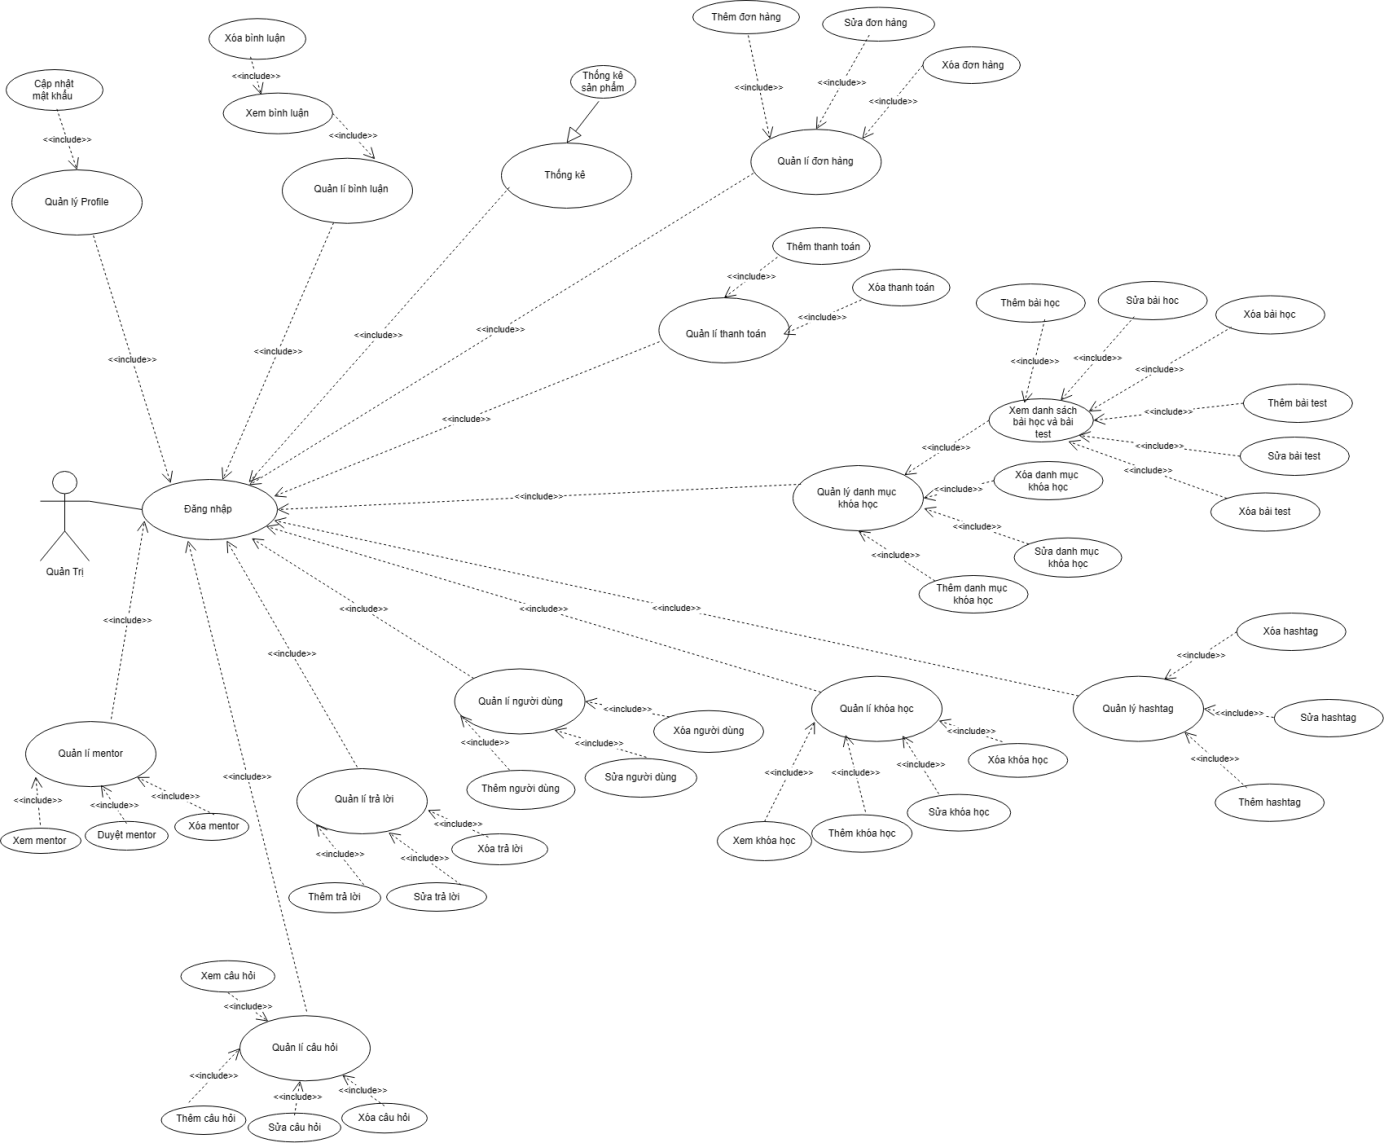 Thêm đơn hàng
Sửa đơn hàng
Xóa bình luận
Xóa đơn hàng
<<include>>
Thống kê
sản phẩm
Cập nhật
mật khẩu
<<include>>
<<include>>
<<include>>
Xem bình luận
<<include>>
<<include>>
<<include>>
Quản lí đơn hàng
Thống kê
Quản lí bình luận
Quản lý Profile
Thêm thanh toán
<<include>>
Xóa thanh toán
Thêm bài học
Sửa bài hoc
Xóa bài học
<<include>>
<<include>>
Quản lí thanh toán
<<include>>
<<include>>
<<include>>
<<include>>
<<include>>
<<include>>
<<include>>
Thêm bài test
Xem danh sách
bài học và bài
test
<<include>>
<<include>>
<<include>>
<<include>>
Sửa bài test
<<include>>
Xóa danh mục
khóa học
<<include>>
Quản lý danh mục
khóa học
<<include>>
Đăng nhập
Xóa bài test
<<include>>
Sửa danh mục
khóa học
<<include>>
Quản Trị
Thêm danh mục
khóa học
<<include>>
<<include>>
<<include>>
<<include>>
Xóa hashtag
<<include>>
<<include>>
Quản lí người dùng
Quản lí khóa học
Quản lý hashtag
<<include>>
<<include>>
Sửa hashtag
Xóa người dùng
<<include>>
<<include>>
<<include>>
Quản lí mentor
Xóa khóa học
<<include>>
<<include>>
<<include>>
<<include>>
<<include>>
Sửa người dùng
Thêm người dùng
<<include>>
<<include>>
<<include>>
Quản lí trả lời
Thêm hashtag
Sửa khóa học
<<include>>
Xóa mentor
Duyệt mentor
Thêm khóa học
Xem mentor
Xem khóa học
Xóa trả lời
<<include>>
<<include>>
Thêm trả lời
Sửa trả lời
Xem câu hỏi
<<include>>
Quản lí câu hỏi
<<include>>
<<include>>
<<include>>
Thêm câu hỏi
Xóa câu hỏi
Sửa câu hỏi